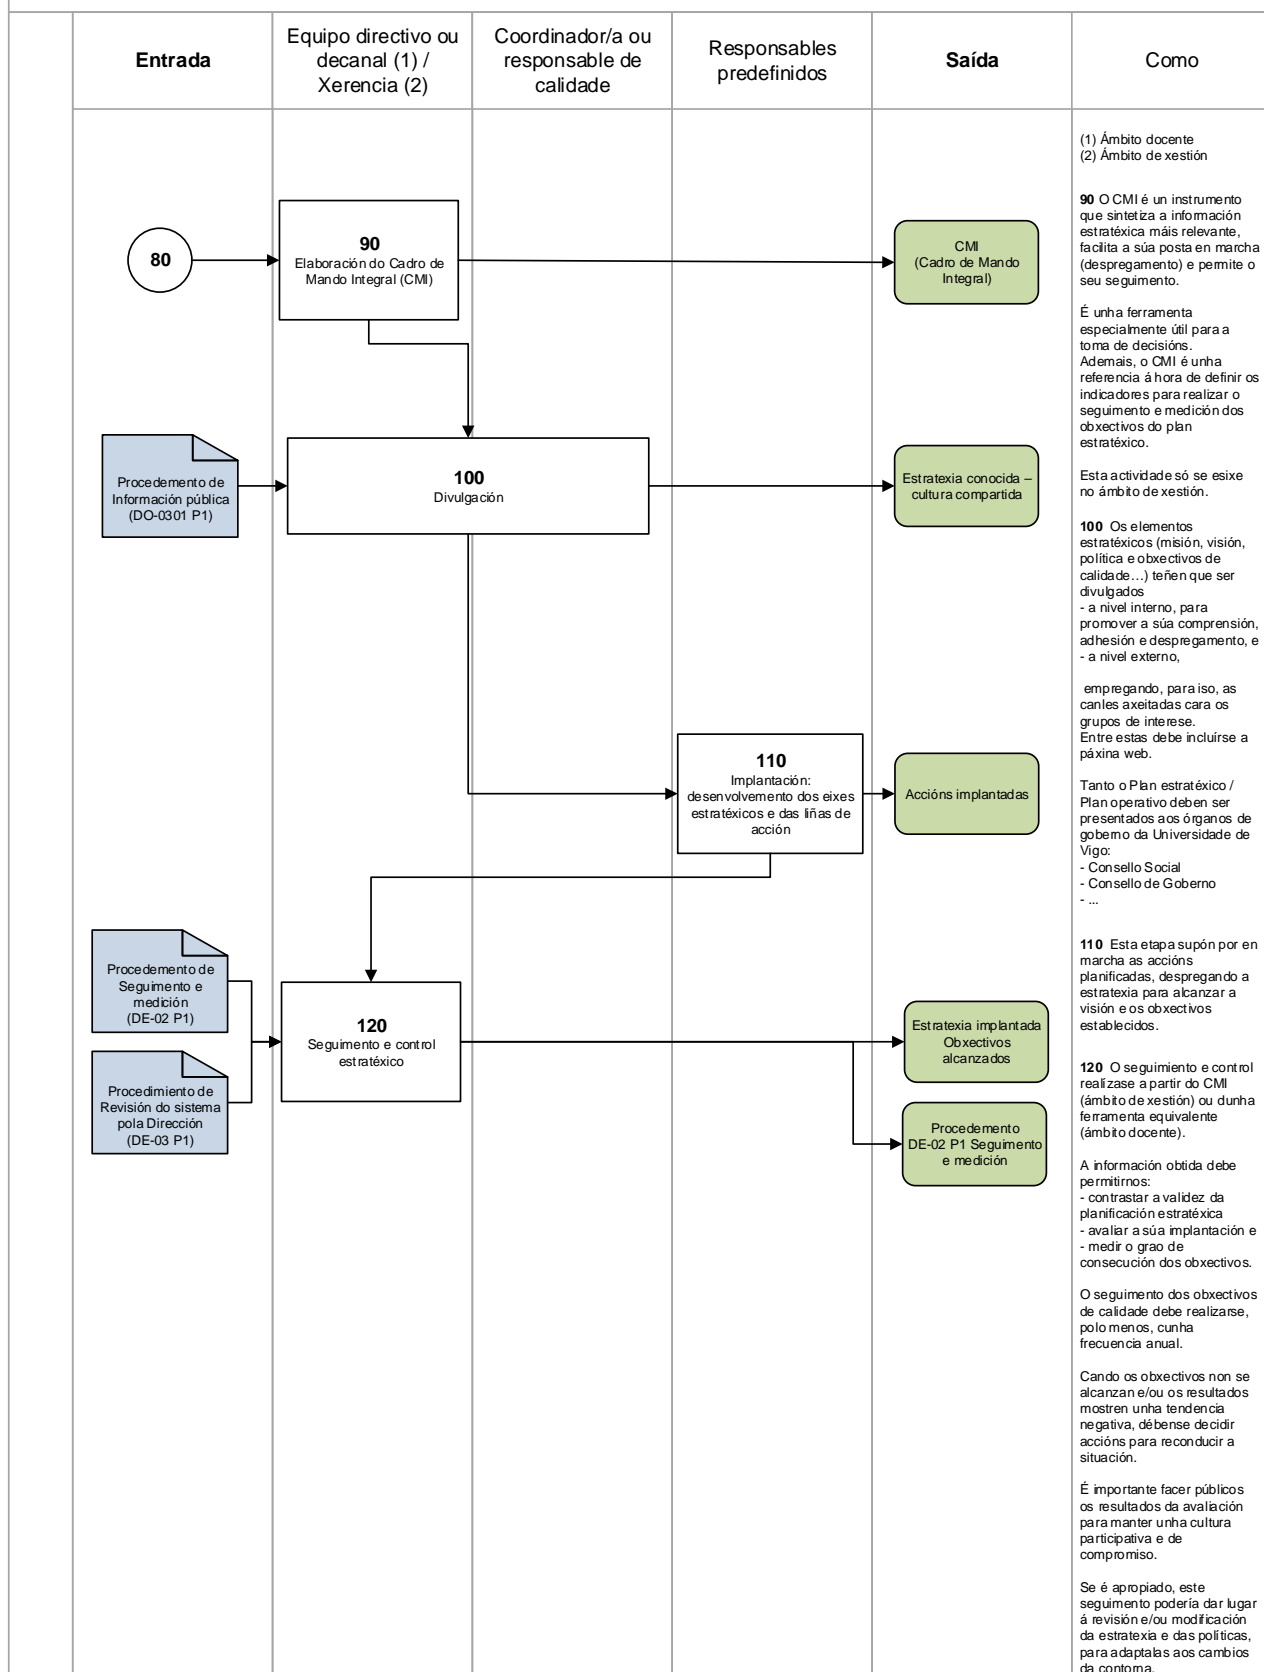 Entrada
Equipo directivo ou
decanal (1) /
Xerencia (2)
Coordinador/a ou
responsable de
calidade
Responsables
predefinidos
Saída
Como
80
90
Elaboración do Cadro de
Mando Integral (CMI)
CMI
(Cadro de Mando
Integral)
Procedemento de
Información pública
(DO-0301 P1)
100
Divulgación
Estratexia conocida –
cultura compartida
110
Implantación:
desenvolvemento dos eixes
estratéxicos e das liñas de
acción
Accións implantadas
Procedemento de
Seguimento e
medición
(DE-02 P1)
Procedimiento de
Revisión do sistema
pola Dirección
(DE-03 P1)
120
Seguimento e control
estratéxico
Estratexia implantada
Obxectivos
alcanzados
Procedemento
DE-02 P1 Seguimento
e medición
(1) Ámbito docente
(2) Ámbito de xestión
90 O CMI é un instrumento
que sintetiza a información
estratéxica máis relevante,
facilita a súa posta en marcha
(despregamento) e permite o
seu seguimento.
É unha ferramenta
especialmente útil para a
toma de decisións.
Ademais, o CMI é unha
referencia á hora de definir os
indicadores para realizar o
seguimento e medición dos
obxectivos do plan
estratéxico.
Esta actividade só se esixe
no ámbito de xestión.
100 Os elementos
estratéxicos (misión, visión,
política e obxectivos de
calidade…) teñen que ser
divulgados
- a nivel interno, para
promover a súa comprensión,
adhesión e despregamento, e
- a nivel externo,
empregando, para iso, as
canles axeitadas cara os
grupos de interese.
Entre estas debe incluírse a
páxina web.
Tanto o Plan estratéxico /
Plan operativo deben ser
presentados aos órganos de
goberno da Universidade de
Vigo:
- Consello Social
- Consello de Goberno
- ...
110 Esta etapa supón por en
marcha as accións
planificadas, despregando a
estratexia para alcanzar a
visión e os obxectivos
establecidos.
120 O seguimiento e control
realízase a partir do CMI
(ámbito de xestión) ou dunha
ferramenta equivalente
(ámbito docente).
A información obtida debe
permitirnos:
- contrastar a validez da
planificación estratéxica
- avaliar a súa implantación e
- medir o grao de
consecución dos obxectivos.
O seguimento dos obxectivos
de calidade debe realizarse,
polo menos, cunha
frecuencia anual.
Cando os obxectivos non se
alcanzan e/ou os resultados
mostren unha tendencia
negativa, débense decidir
accións para reconducir a
situación.
É importante facer públicos
os resultados da avaliación
para manter unha cultura
participativa e de
compromiso.
Se é apropiado, este
seguimento podería dar lugar
á revisión e/ou modificación
da estratexia e das políticas,
para adaptalas aos cambios
da contorna.